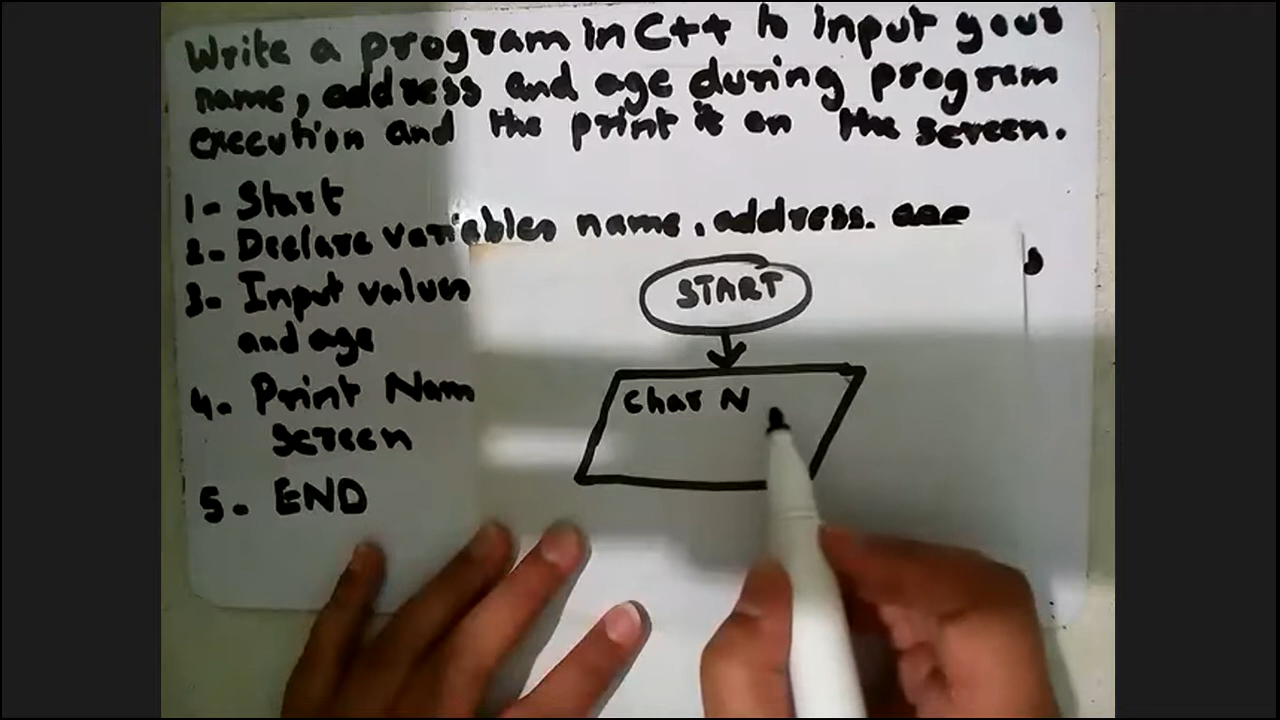 Write a program in C++ to input your
name, address and age during program
execution and the print it on the screen.
1- Start
2- Declare variables name, address. age
3- Input values
and age
4- Print Nam
Screen
5- END
START
Char N